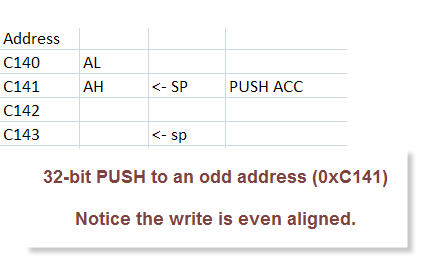 Address
C140 AL
C141 AH <- SP PUSH ACC
C142
C143 <- sp
32-bit PUSH to an odd address (0xC141)
Notice the write is even aligned.